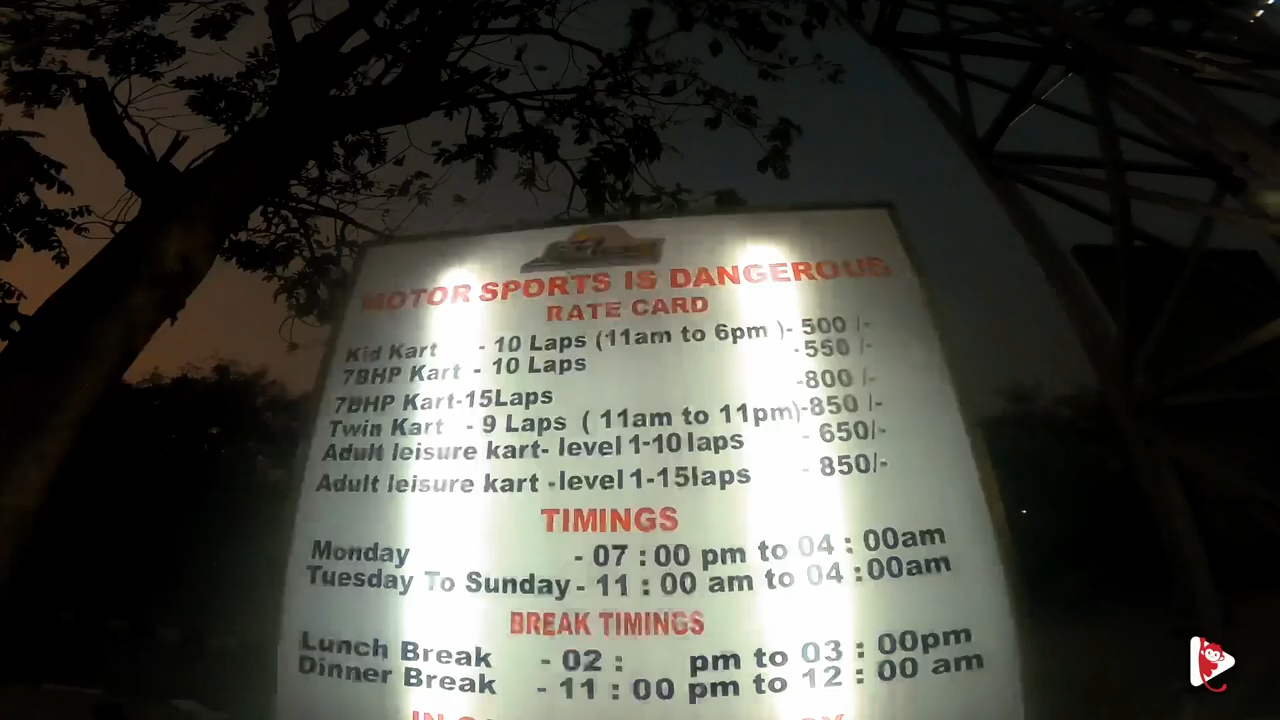 MOTOR SPORTS IS DANGEROUS
RATE CARD
Kid Kart - 10 Laps (11am to 6pm )- 500 /-
7BHP Kart - 10 Laps -550 /-
7BHP Kart-15Laps -800 /-
Twin Kart - 9 Laps ( 11am to 11pm)-850 /-
Adult leisure kart- level 1-10 laps - 650/-
Adult leisure kart -level 1-15laps - 850/-
TIMINGS
Monday - 07 : 00 pm to 04 : 00am
Tuesday To Sunday - 11 : 00 am to 04 :00am
BREAK TIMINGS
Lunch Break - 02 : pm to 03 : 00pm
Dinner Break - 11 : 00 pm to 12 : 00 am